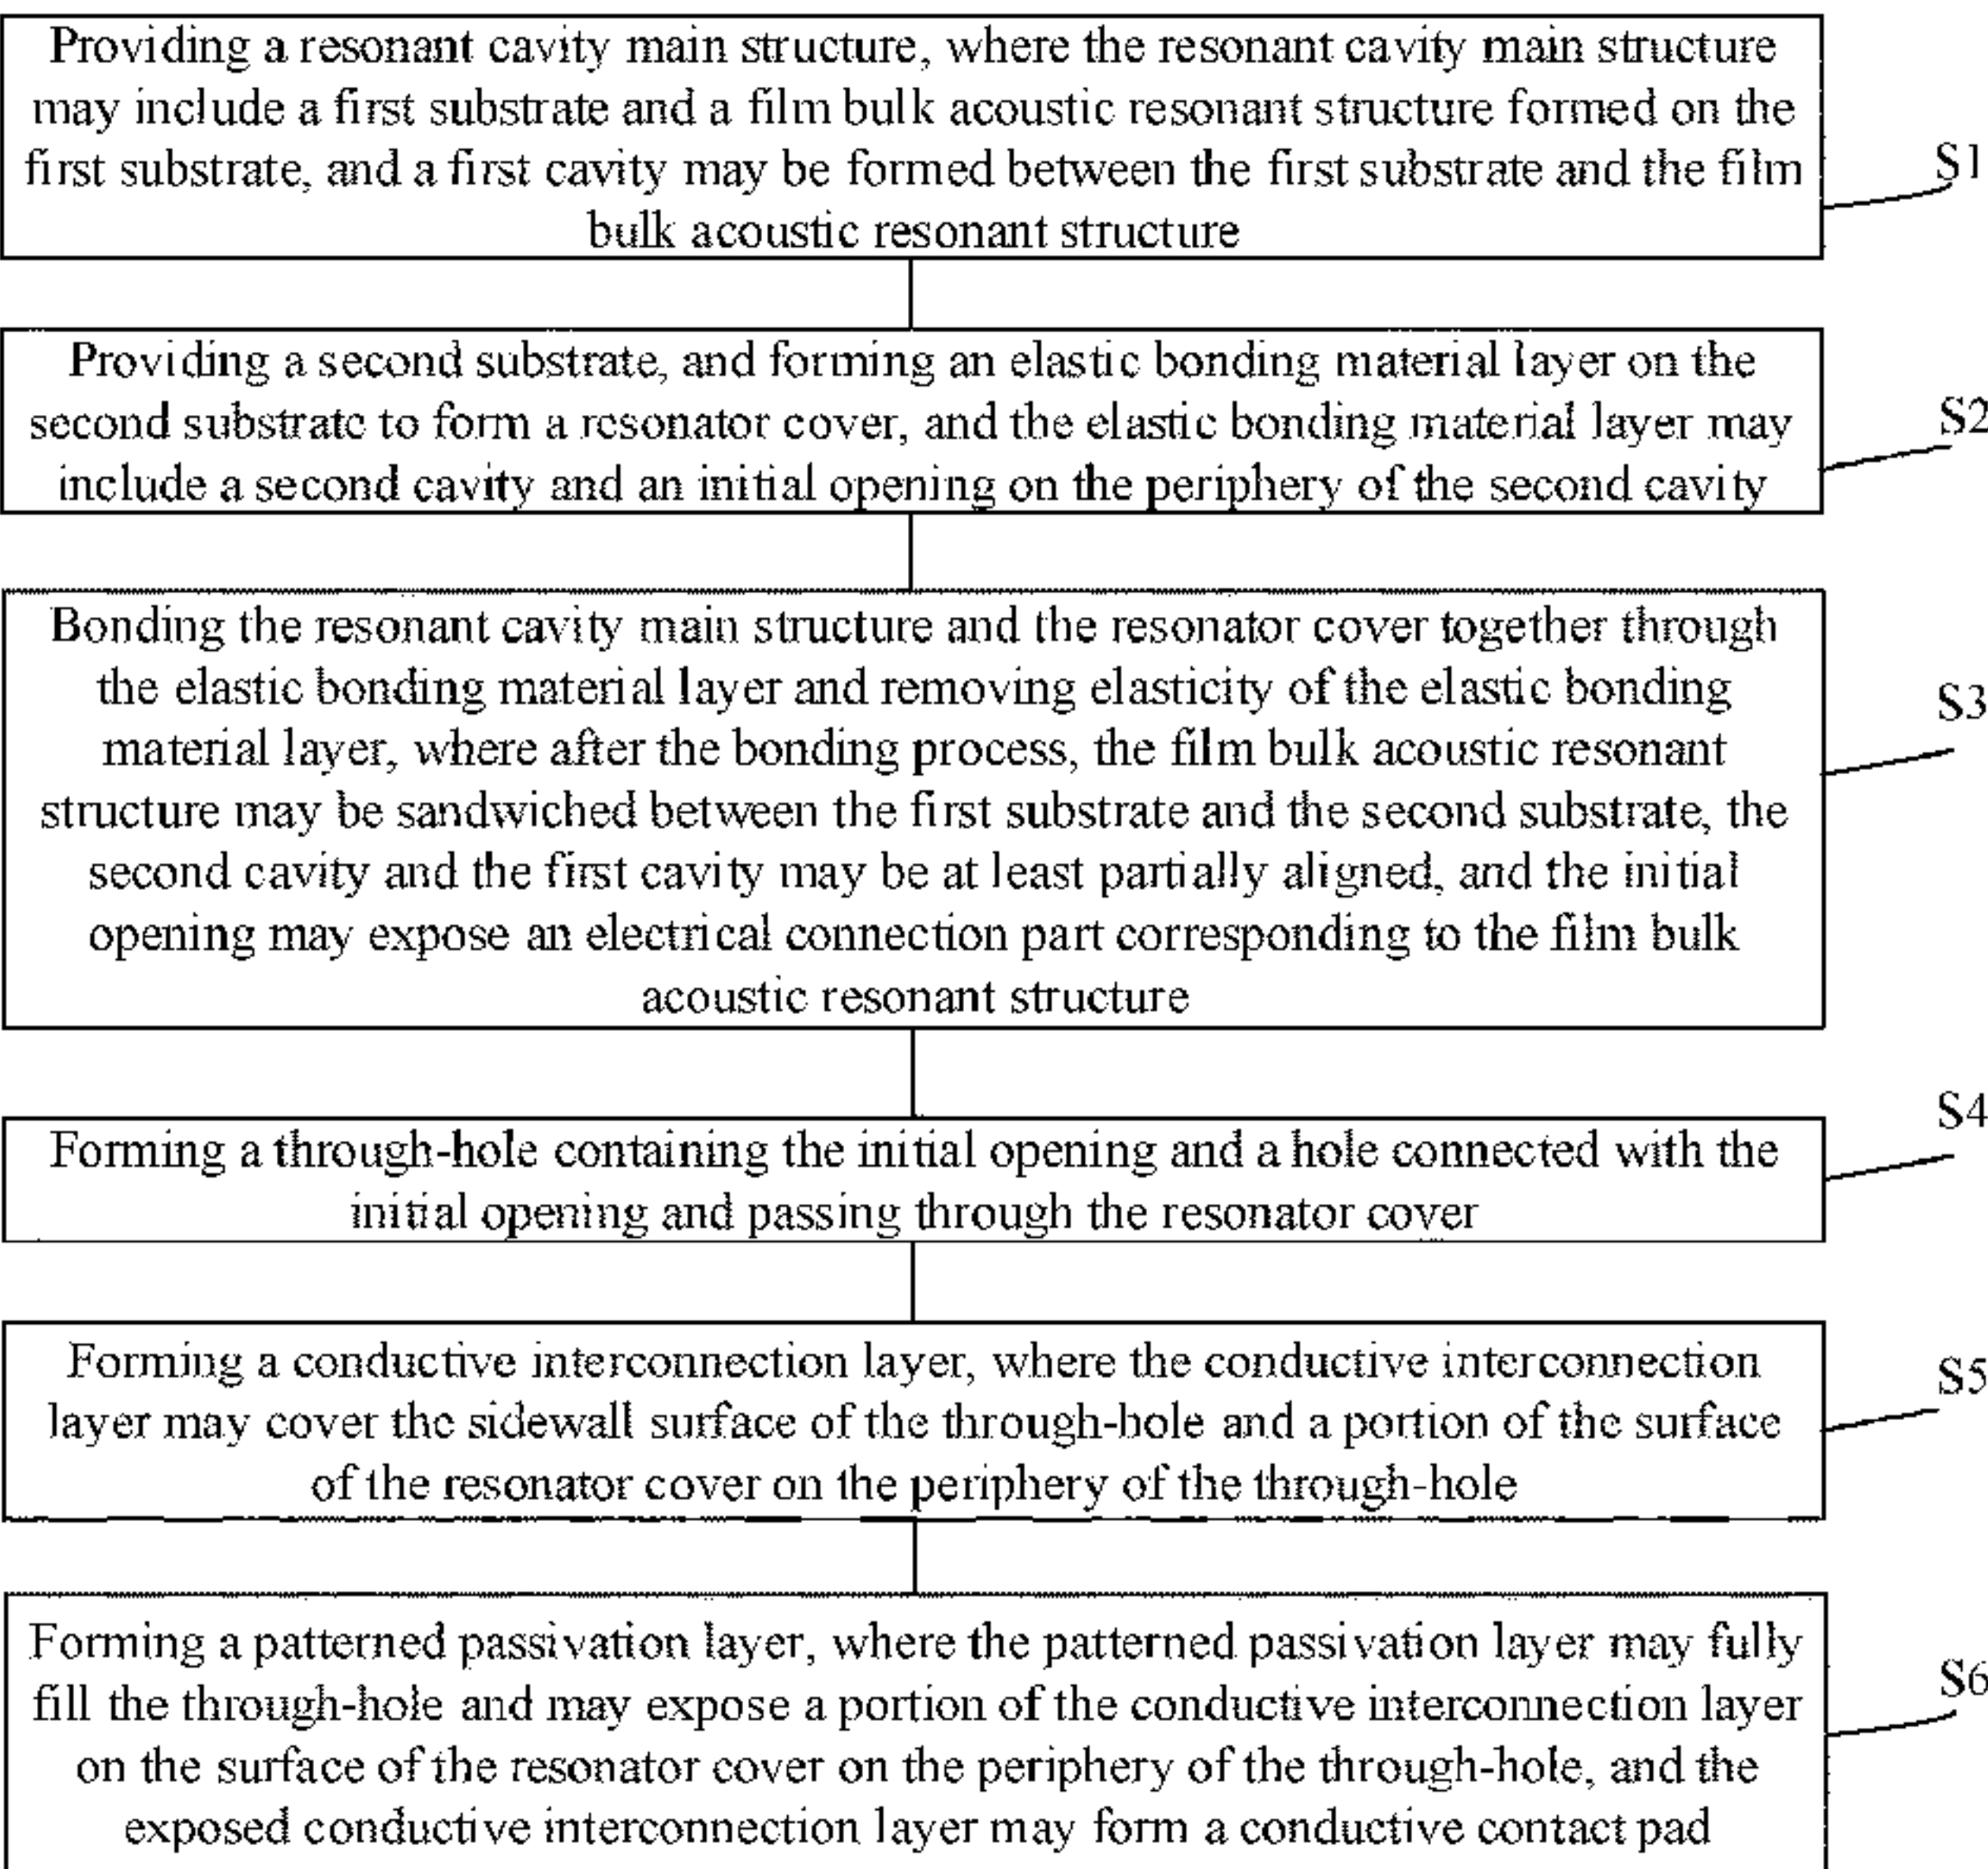 Providing a resonant cavity main structure, where the resonant cavity main structure
may include a first substrate and a film bulk acoustic resonant structure formed on the
first substrate, and a first cavity may be formed between the first substrate and the film
bulk acoustic resonant structure
S1
Providing a second substrate, and forming an elastic bonding material layer on the
second substrate to form a resonator cover, and the elastic bonding material layer may
include a second cavity and an initial opening on the periphery of the second cavity
S2
Bonding the resonant cavity main structure and the resonator cover together through
the elastic bonding material layer and removing elasticity of the elastic bonding
material layer, where after the bonding process, the film bulk acoustic resonant
structure may be sandwiched between the first substrate and the second substrate, the
second cavity and the first cavity may be at least partially aligned, and the initial
opening may expose an electrical connection part corresponding to the film bulk
acoustic resonant structure
S3
Forming a through-hole containing the initial opening and a hole connected with the
initial opening and passing through the resonator cover
S4
Forming a conductive interconnection layer, where the conductive interconnection
layer may cover the sidewall surface of the through-hole and a portion of the surface
of the resonator cover on the periphery of the through-hole
S5
Forming a patterned passivation layer, where the patterned passivation layer may fully
fill the through-hole and may expose a portion of the conductive interconnection layer
on the surface of the resonator cover on the periphery of the through-hole, and the
exposed conductive interconnection layer may form a conductive contact pad
S6